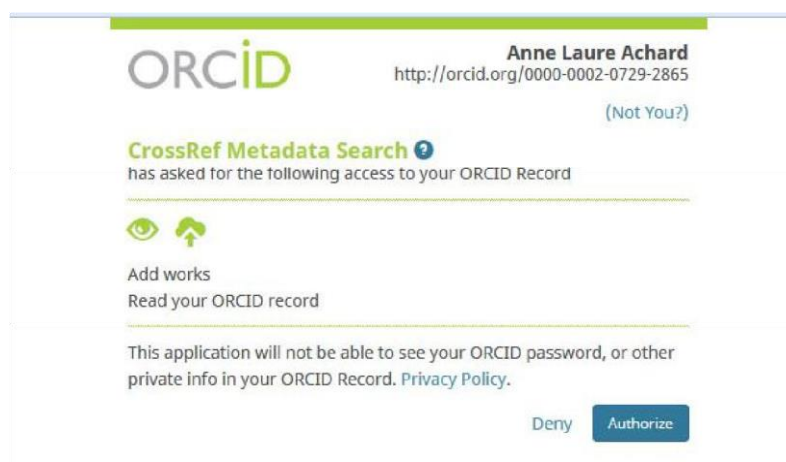 ORCiD
Anne Laure Achard
http://orcid.org/0000-0002-0729-2865
(Not You?)
CrossRef Metadata Search ?
has asked for the following access to your ORCID Record
Add works
Read your ORCID record
This application will not be able to see your ORCID password, or other
private info in your ORCID Record. Privacy Policy.
Deny Authorize